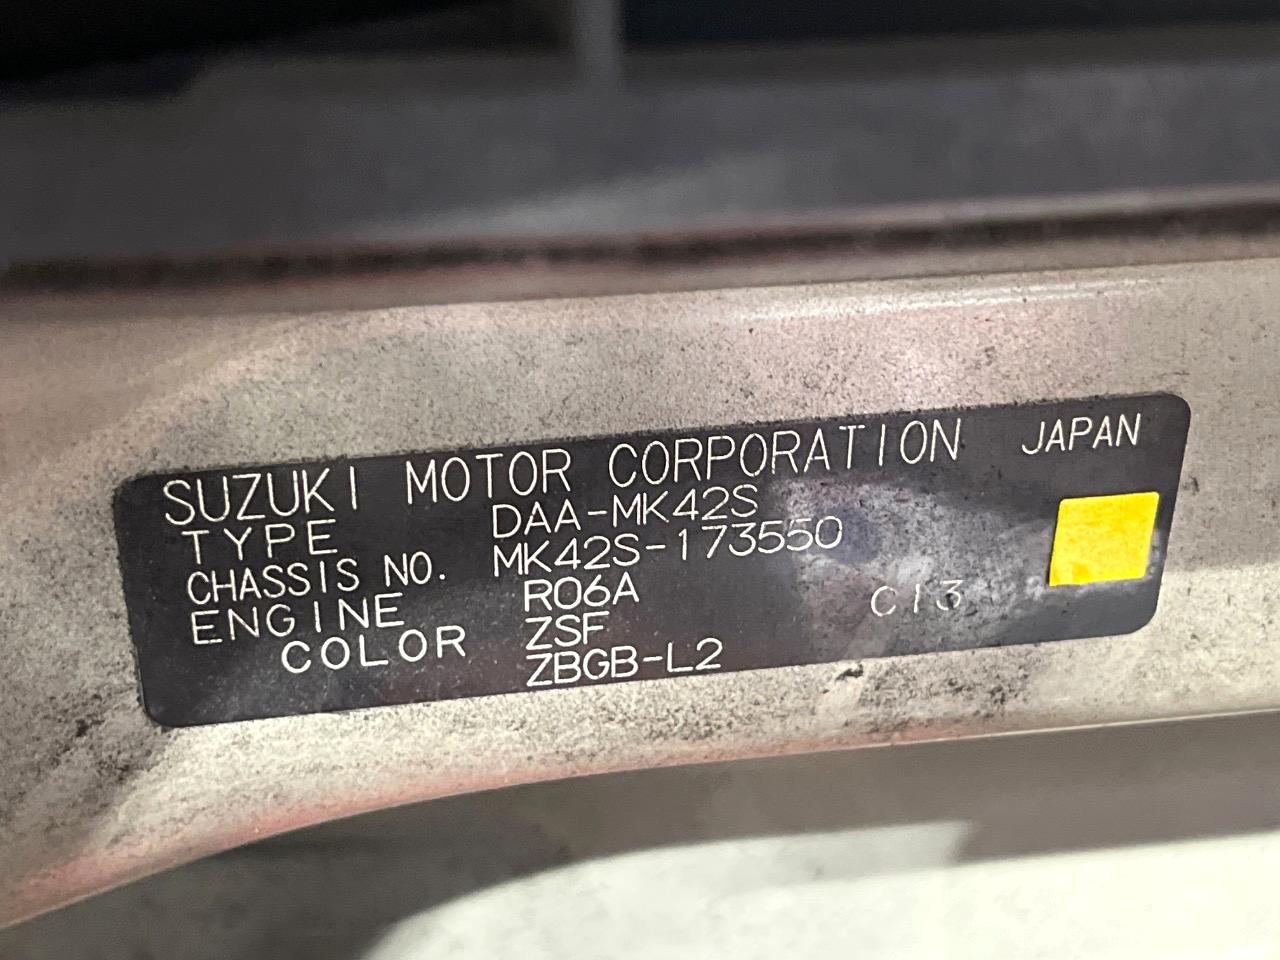 SUZUKI MOTOR CORPORATION JAPAN
TYPE DAA-MK42S
CHASSIS NO. MK42S-173550
ENGINE R06A C13
COLOR ZSF
ZBGB-L2